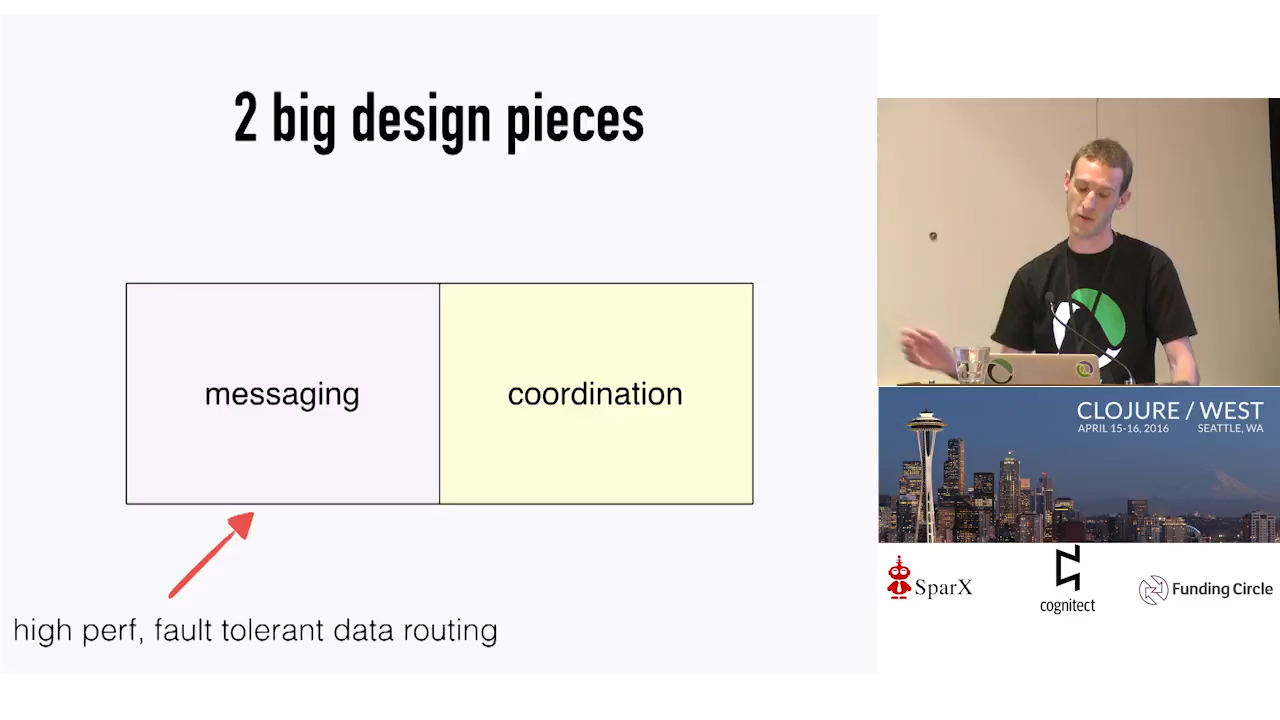 2 big design pieces
messaging
coordination
high perf, fault tolerant data routing
CLOJURE / WEST
APRIL 15-16, 2016 SEATTLE, WA
SparX
cognitect
Funding Circle